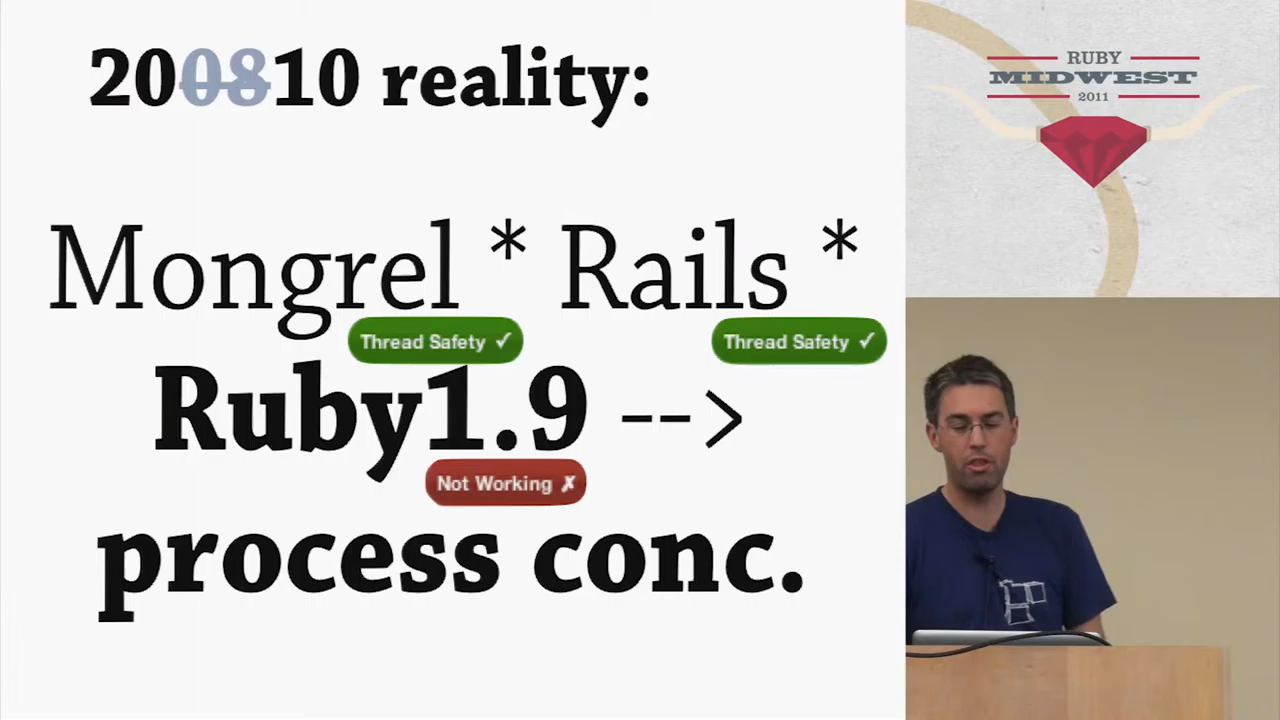 200810 reality:
Mongrel * Rails *
Thread Safety ✓ Thread Safety ✓
Ruby1.9 -->
Not Working ✗
process conc.
RUBY
MIDWEST
2011